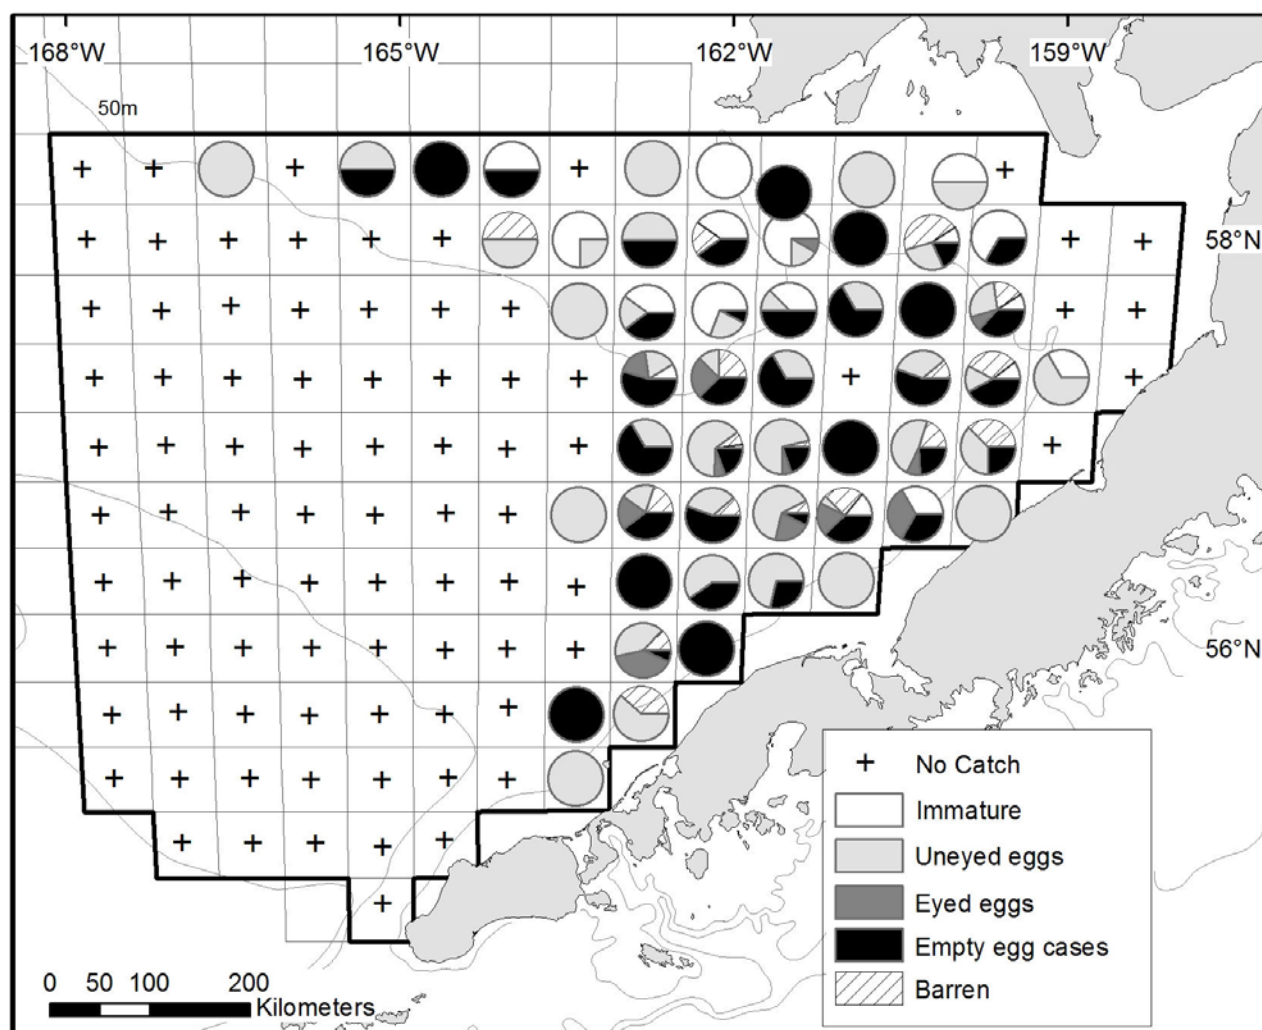 168°W 165°W 162°W 159°W
50m
58°N
56°N
No Catch
Immature
Uneyed eggs
Eyed eggs
Empty egg cases
Barren
0 50 100 200
Kilometers